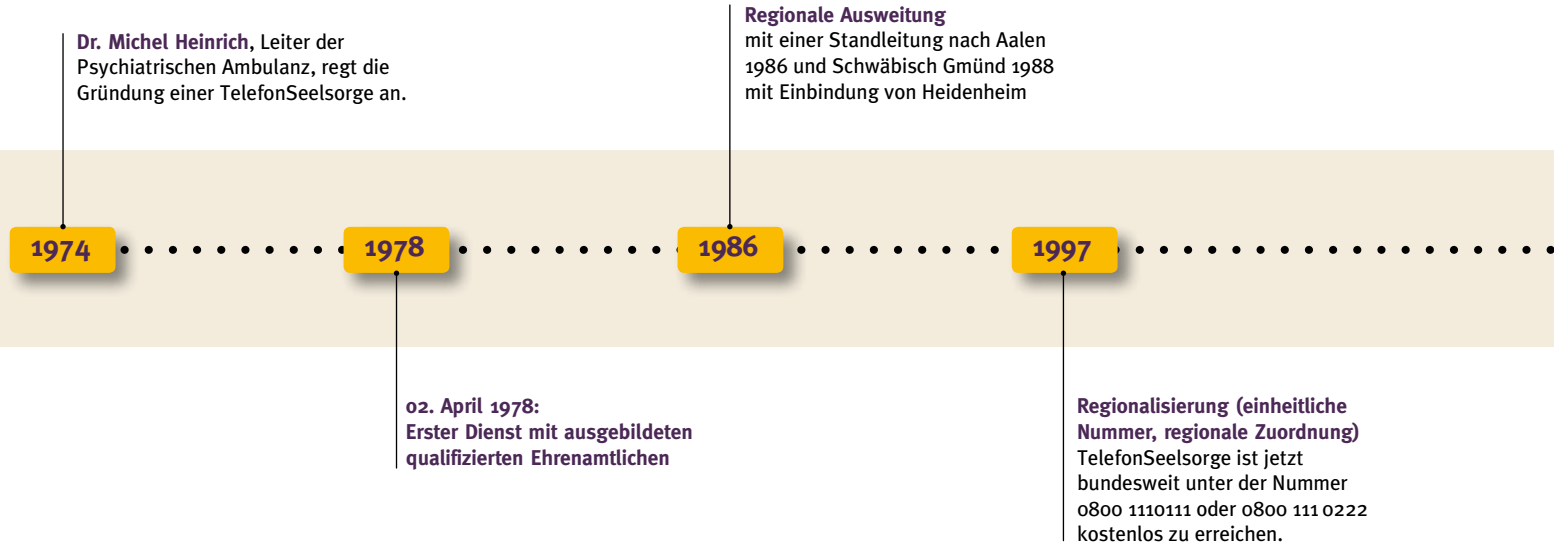 Dr. Michel Heinrich, Leiter der
Psychiatrischen Ambulanz, regt die
Gründung einer TelefonSeelsorge an.
Regionale Ausweitung
mit einer Standleitung nach Aalen
1986 und Schwäbisch Gmünd 1988
mit Einbindung von Heidenheim
1974
1978
1986
1997
02. April 1978:
Erster Dienst mit ausgebildeten
qualifizierten Ehrenamtlichen
Regionalisierung (einheitliche
Nummer, regionale Zuordnung)
TelefonSeelsorge ist jetzt
bundesweit unter der Nummer
0800 1110111 oder 0800 111 0222
kostenlos zu erreichen.